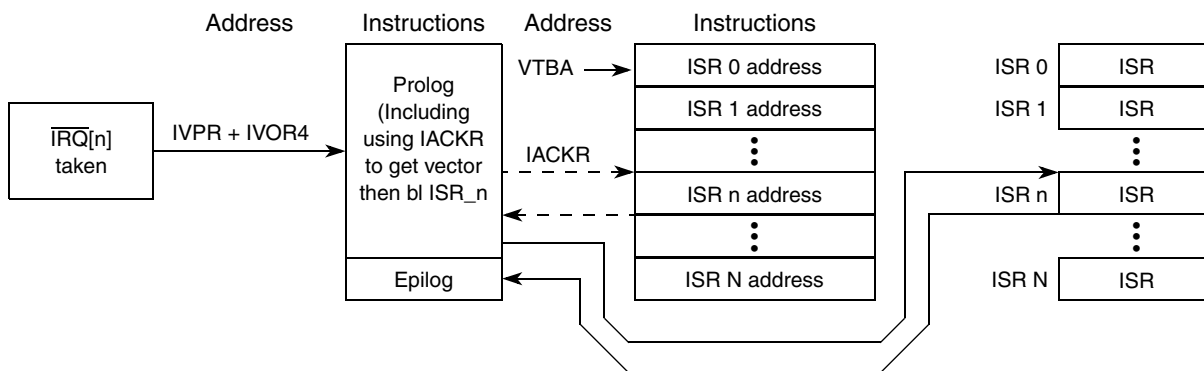 Address Instructions Address Instructions
IRQ[n]
taken
IVPR + IVOR4
Prolog
(Including
using IACKR
to get vector
then bl ISR_n
Epilog
VTBA
IACKR
ISR 0 address
ISR 1 address
ISR n address
ISR N address
ISR 0 ISR
ISR 1 ISR
ISR n ISR
ISR N ISR